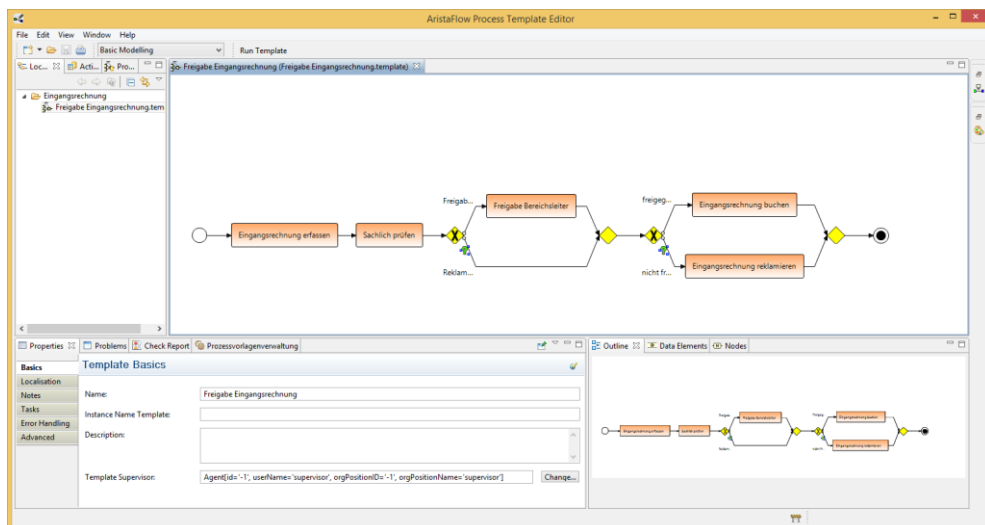 AristaFlow Process Template Editor
File Edit View Window Help
Basic Modelling Run Template
Loc... Acti... Pro... Freigabe Eingangsrechnung (Freigabe Eingangsrechnung.template)
Eingangsrechnung
Freigabe Eingangsrechnung.tem
Freigab... Freigabe Bereichsleiter freigeg... Eingangsrechnung buchen
Eingangsrechnung erfassen Sachlich prüfen X X
Reklam... nicht fr... Eingangsrechnung reklamieren
Properties Problems Check Report Prozessvorlagenverwaltung Outline Data Elements Nodes
Basics Template Basics
Localisation
Notes Name: Freigabe Eingangsrechnung
Tasks Instance Name Template:
Error Handling
Advanced Description:
Template Supervisor: Agent[id='-1', userName='supervisor', orgPositionID='-1', orgPositionName='supervisor'] Change...